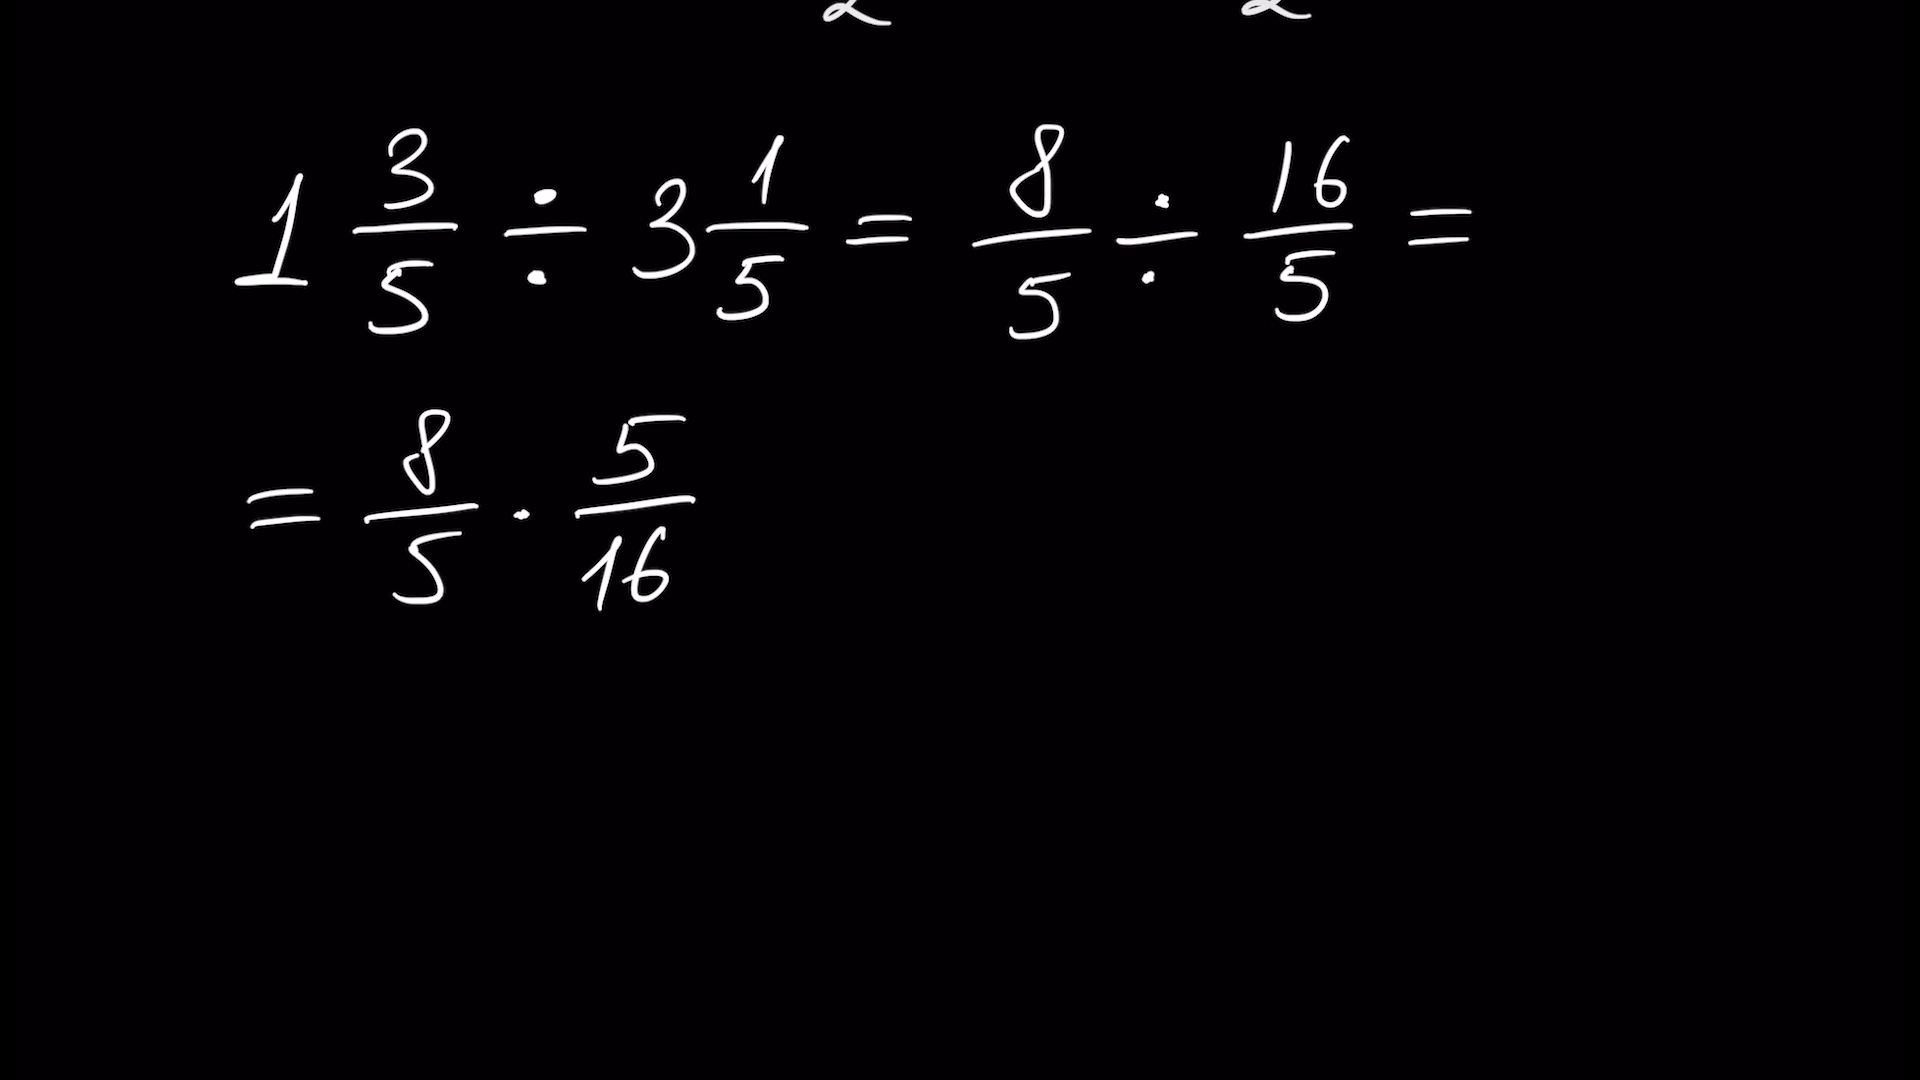 1 3/5 ÷ 3 1/5 = 8/5 ÷ 16/5 =
= 8/5 · 5/16